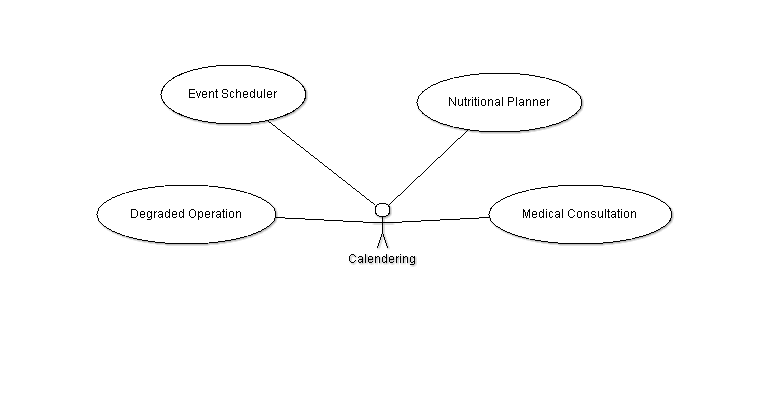 Event Scheduler
Nutritional Planner
Degraded Operation
Medical Consultation
Calendering